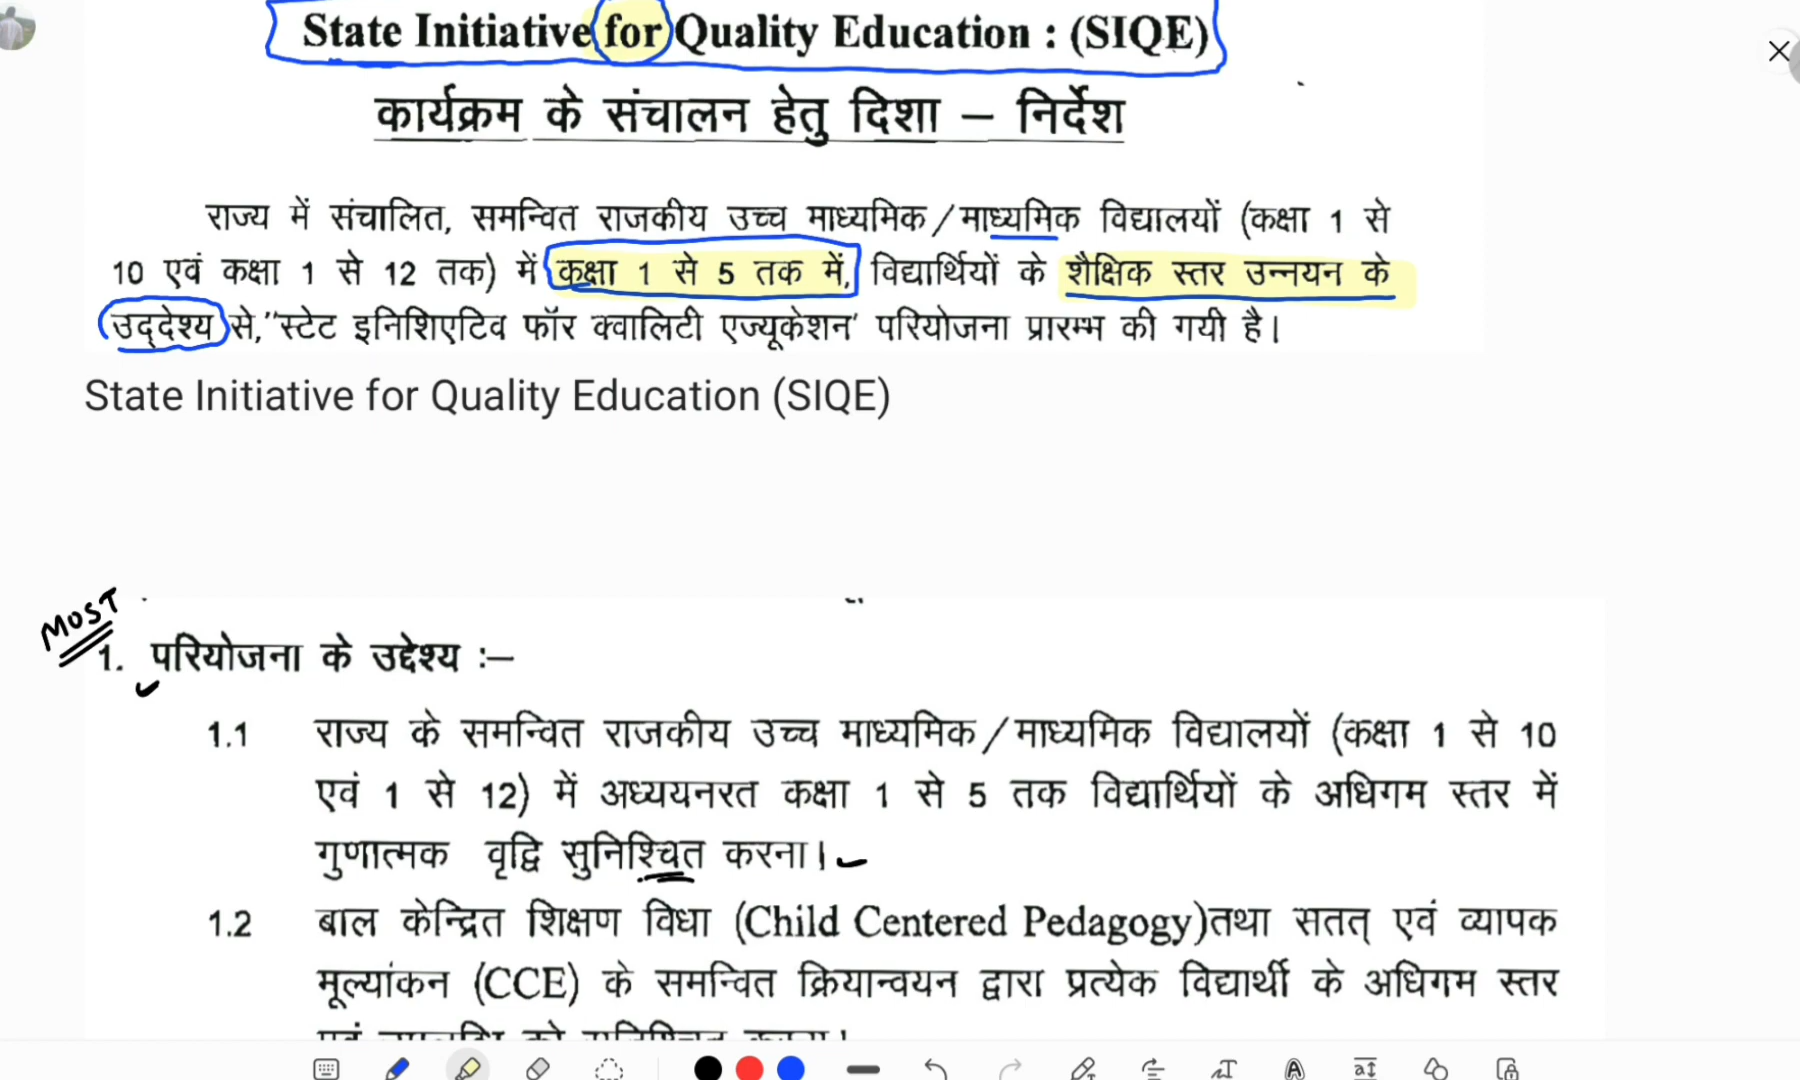 State Initiative for Quality Education : (SIQE)
कार्यक्रम के संचालन हेतु दिशा – निर्देश
राज्य में संचालित, समन्वित राजकीय उच्च माध्यमिक/माध्यमिक विद्यालयों (कक्षा 1 से
10 एवं कक्षा 1 से 12 तक) में कक्षा 1 से 5 तक में, विद्यार्थियों के शैक्षिक स्तर उन्नयन के
उद्देश्य से,"स्टेट इनिशिएटिव फॉर क्वालिटी एज्यूकेशन' परियोजना प्रारम्भ की गयी है।
State Initiative for Quality Education (SIQE)
MOST
1. परियोजना के उद्देश्य :–
1.1 राज्य के समन्वित राजकीय उच्च माध्यमिक/माध्यमिक विद्यालयों (कक्षा 1 से 10
एवं 1 से 12) में अध्ययनरत कक्षा 1 से 5 तक विद्यार्थियों के अधिगम स्तर में
गुणात्मक वृद्वि सुनिश्चित करना।
1.2 बाल केन्द्रित शिक्षण विधा (Child Centered Pedagogy)तथा सतत् एवं व्यापक
मूल्यांकन (CCE) के समन्वित क्रियान्वयन द्वारा प्रत्येक विद्यार्थी के अधिगम स्तर